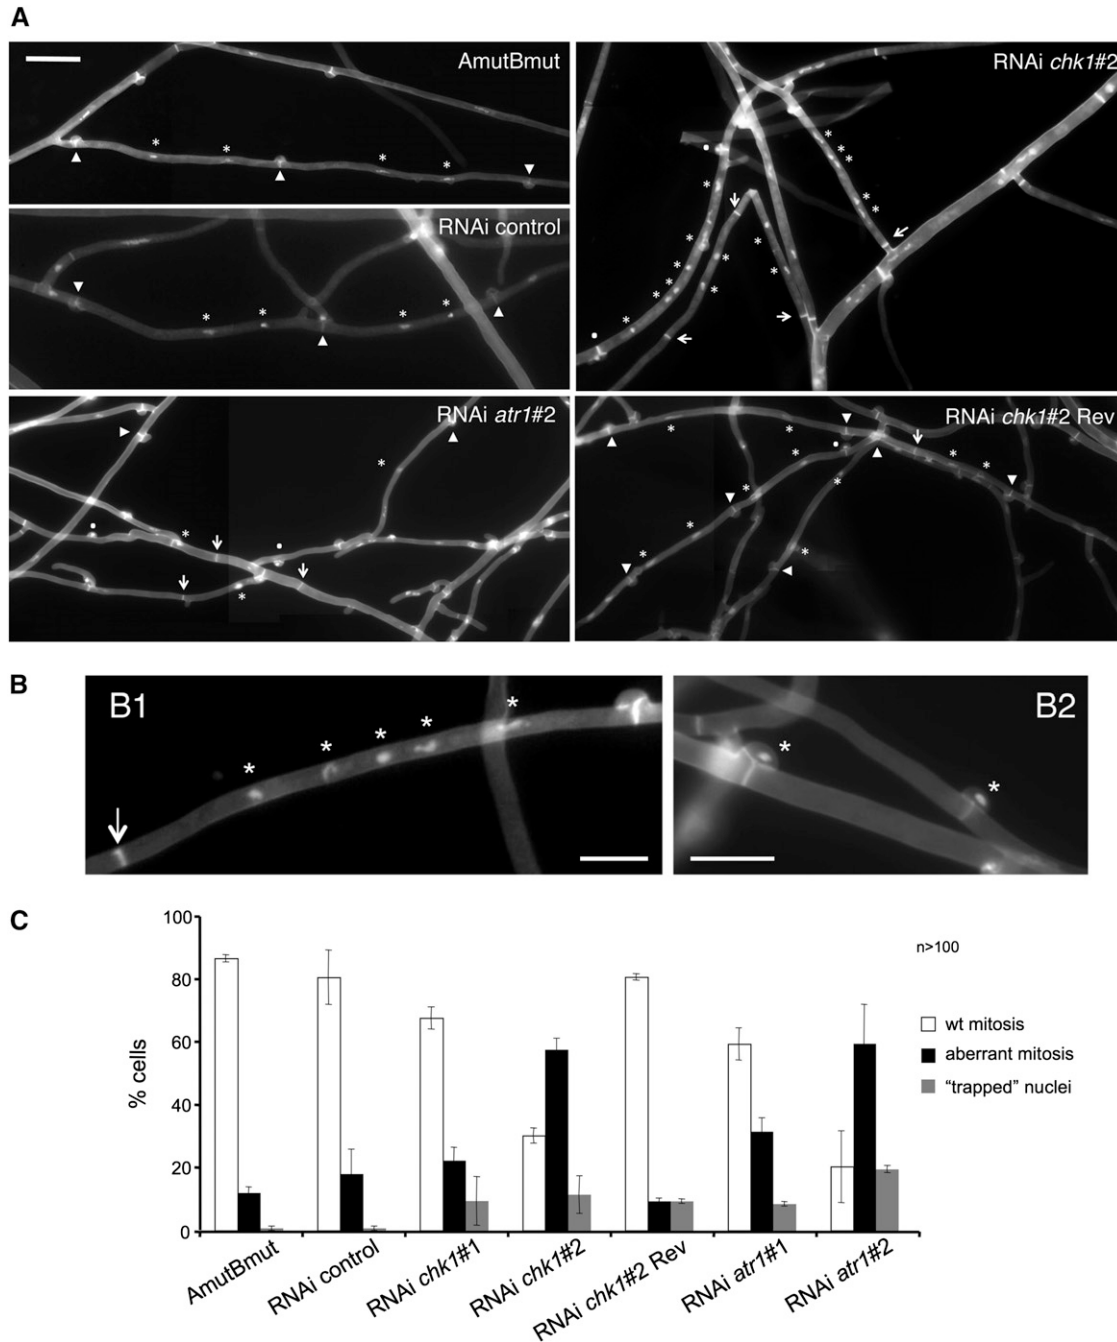 A
AmutBmut
RNAi chk1#2
RNAi control
RNAi atr1#2
RNAi chk1#2 Rev
B
B1
B2
C
100
80
60
40
20
0
% cells
n>100
wt mitosis
aberrant mitosis
“trapped” nuclei
AmutBmut
RNAi control
RNAi chk1#1
RNAi chk1#2
RNAi chk1#2 Rev
RNAi atr1#1
RNAi atr1#2